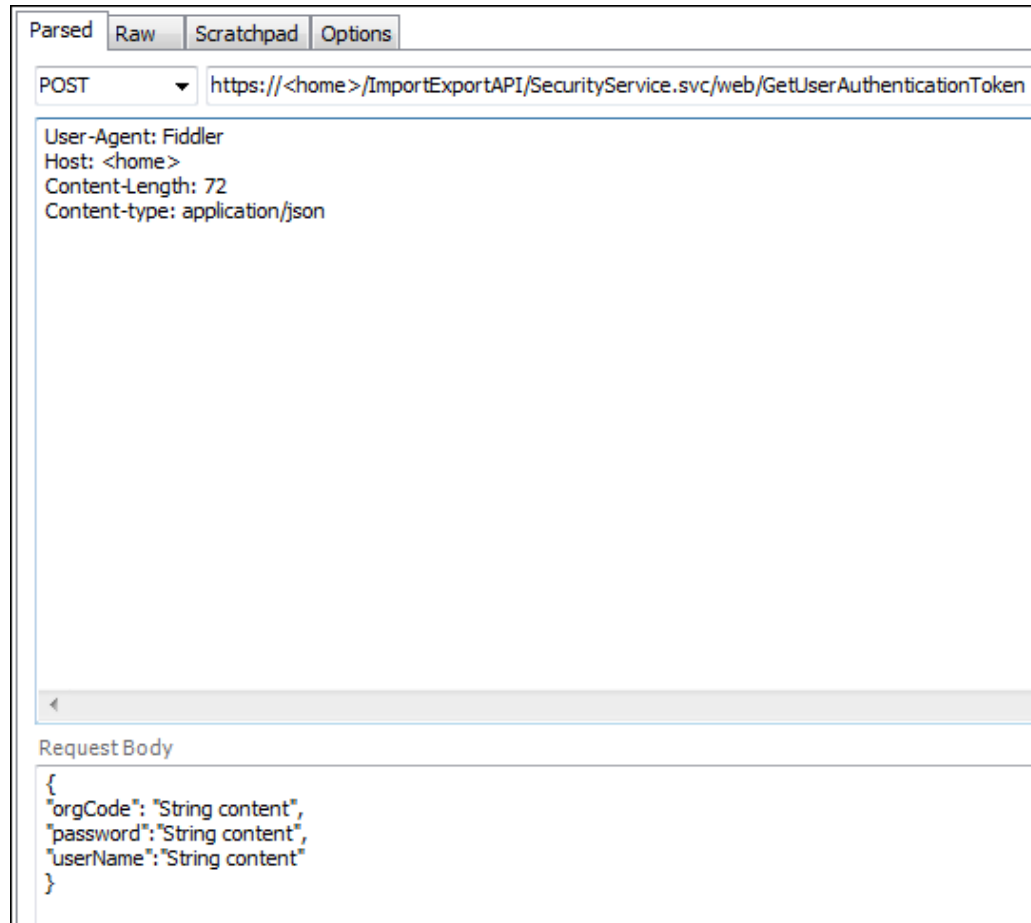 Parsed Raw Scratchpad Options
POST https://<home>/ImportExportAPI/SecurityService.svc/web/GetUserAuthenticationToken
User-Agent: Fiddler
Host: <home>
Content-Length: 72
Content-type: application/json
Request Body
{
"orgCode": "String content",
"password":"String content",
"userName":"String content"
}